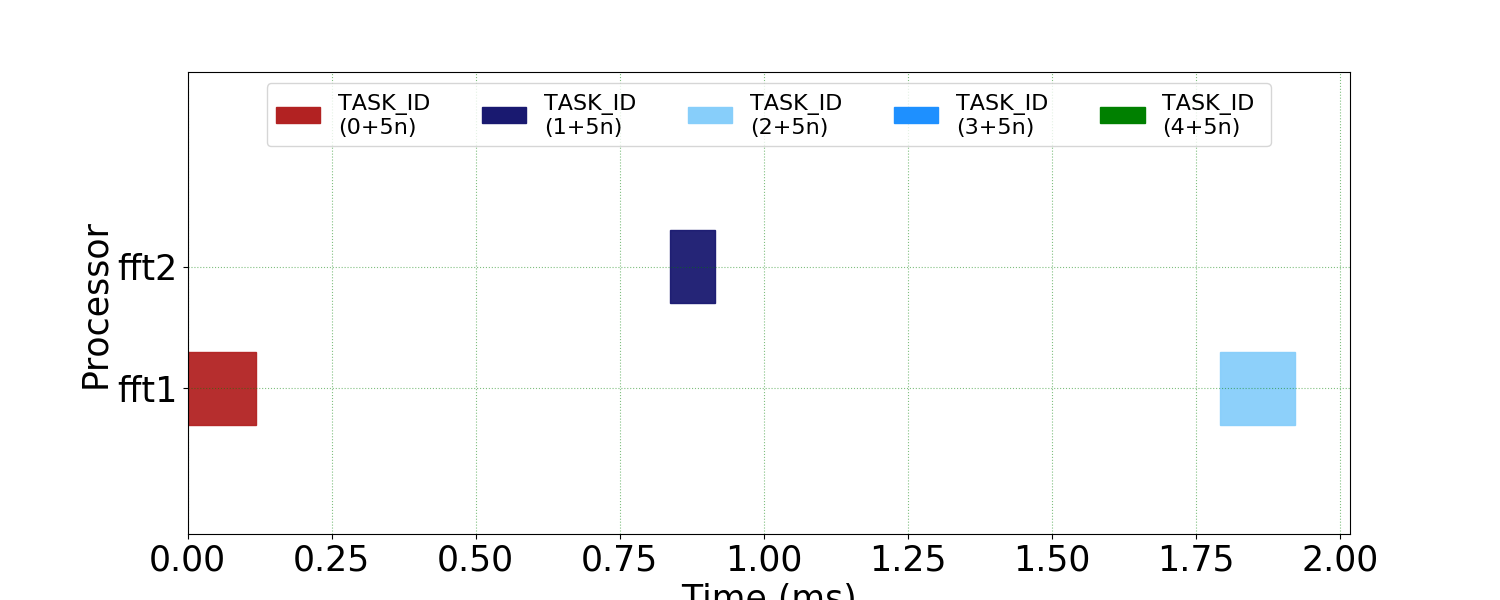 TASK_ID
(0+5n)
TASK_ID
(1+5n)
TASK_ID
(2+5n)
TASK_ID
(3+5n)
TASK_ID
(4+5n)
Processor
fft2
fft1
0.00 0.25 0.50 0.75 1.00 1.25 1.50 1.75 2.00
Time (ms)